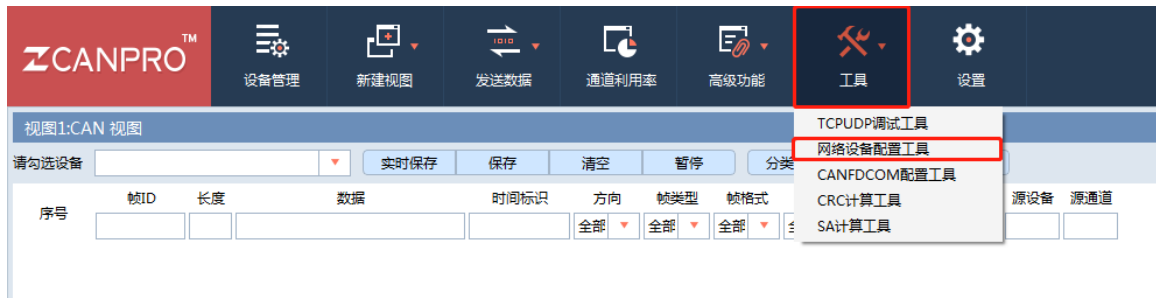 ZCANPRO™
设备管理
新建视图
发送数据
通道利用率
高级功能
工具
设置
TCPUDP调试工具
网络设备配置工具
CANFDCOM配置工具
CRC计算工具
SA计算工具
视图1:CAN 视图
请勾选设备 实时保存 保存 清空 暂停 分类
序号 帧ID 长度 数据 时间标识 方向 帧类型 帧格式 源设备 源通道
全部 全部 全部